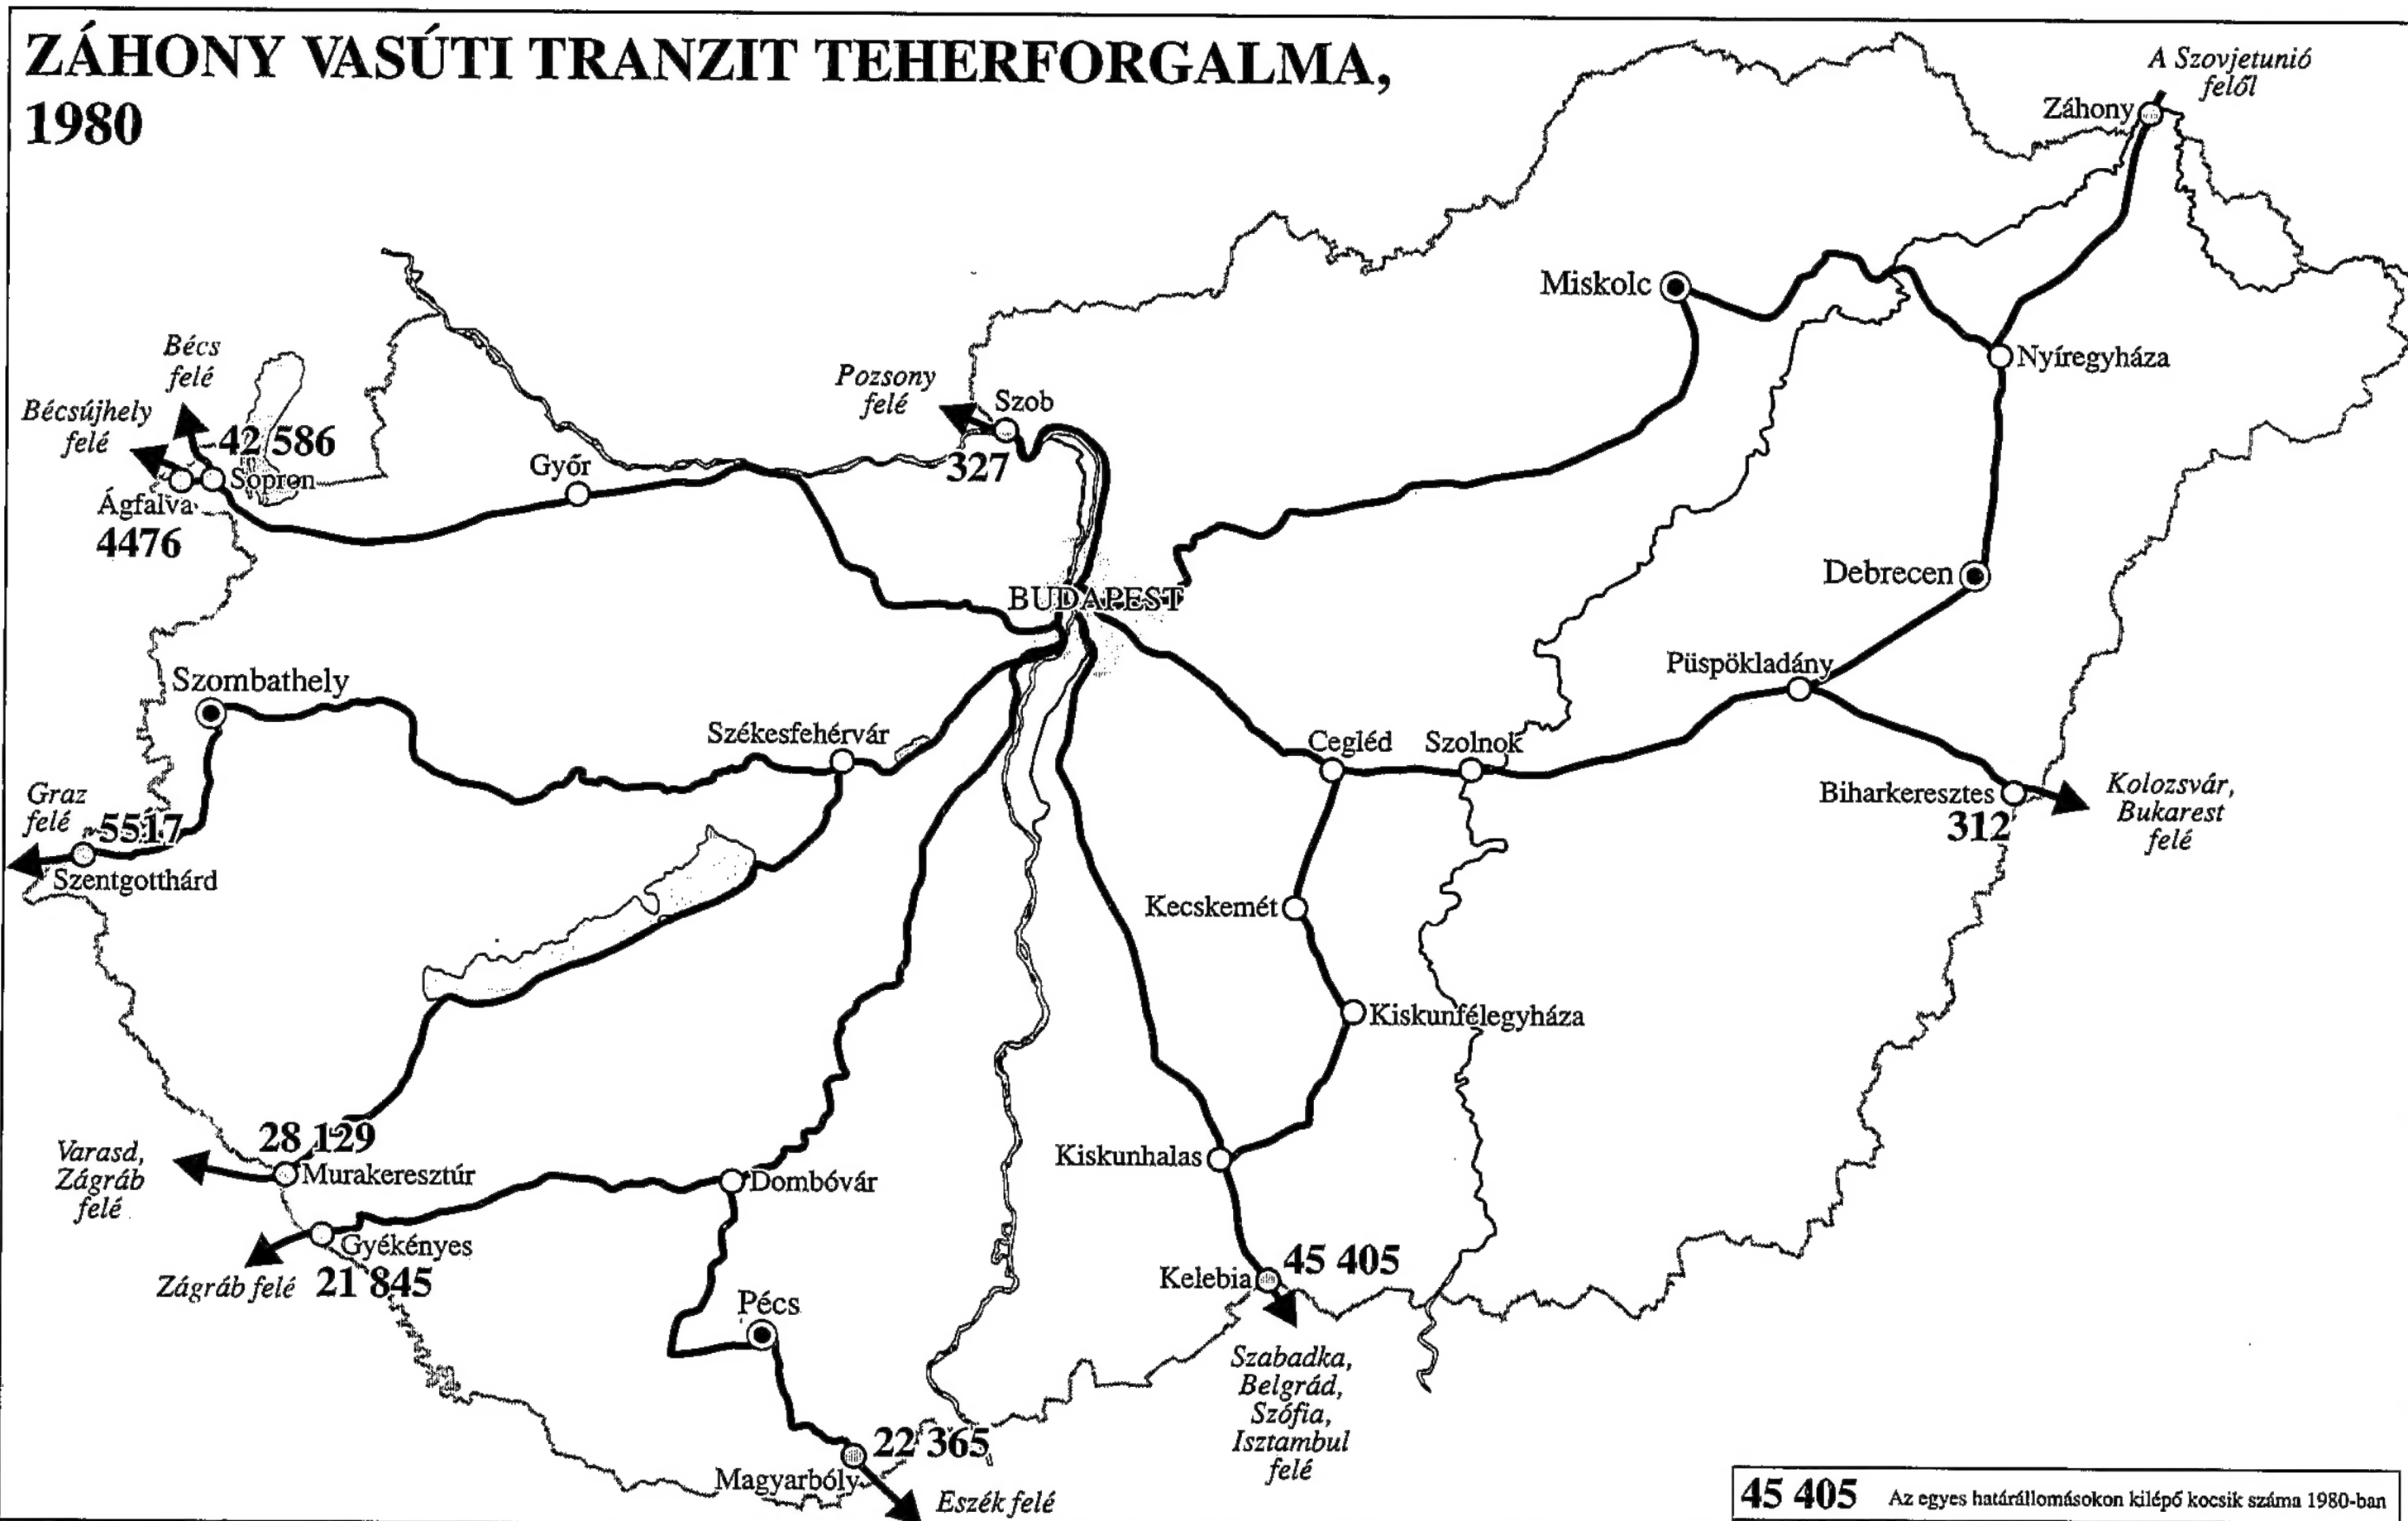 ZÁHONY VASÚTI TRANZIT TEHERFORGALMA,
1980
A Szovjetunió
felől
Záhony
Miskolc
Nyíregyháza
Bécs
felé
Bécsújhely
felé
42 586
Sopron
Ágfalva
4476
Győr
Pozsony
felé
Szob
327
BUDAPEST
Debrecen
Püspökladány
Szombathely
Székesfehérvár
Cegléd
Szolnok
Biharkeresztes
312
Kolozsvár,
Bukarest
felé
Graz
felé
5517
Szentgotthárd
Kecskemét
Kiskunfélegyháza
28 129
Varasd,
Zágráb
felé
Murakeresztúr
Dombóvár
Kiskunhalas
Gyékényes
Zágráb felé
21 845
Kelebia
45 405
Pécs
Szabadka,
Belgrád,
Szófia,
Isztambul
felé
22 365
Magyarbóly
Eszék felé
45 405 Az egyes határállomásokon kilépő kocsik száma 1980-ban